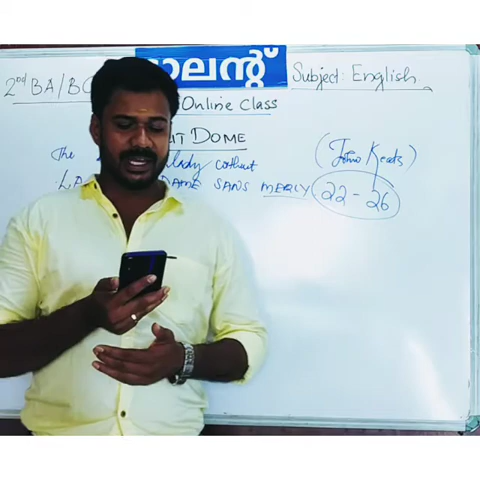 2nd BA/BC
ാലന്റ്
Subject: English
Online Class
DOME
The lady without
(John Keats)
LA DAME SANS MERCY 22-26